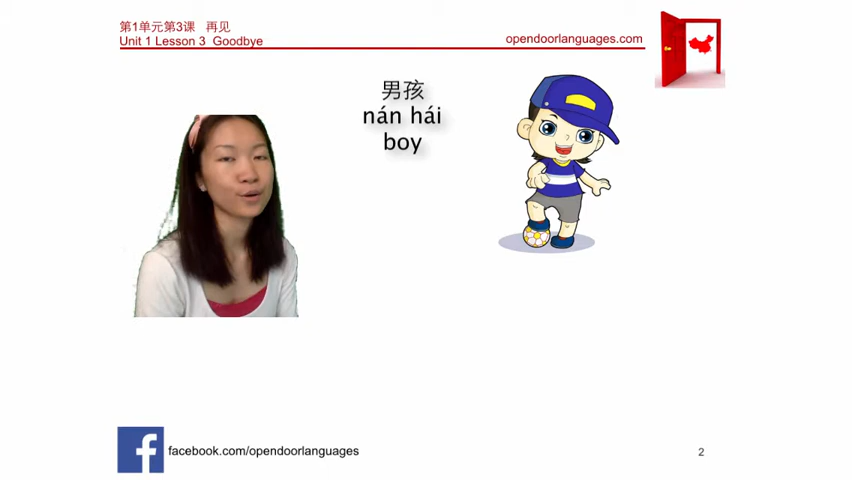 第1单元第3课 再见
Unit 1 Lesson 3 Goodbye
opendoorlanguages.com
男孩
nán hái
boy
facebook.com/opendoorlanguages
2